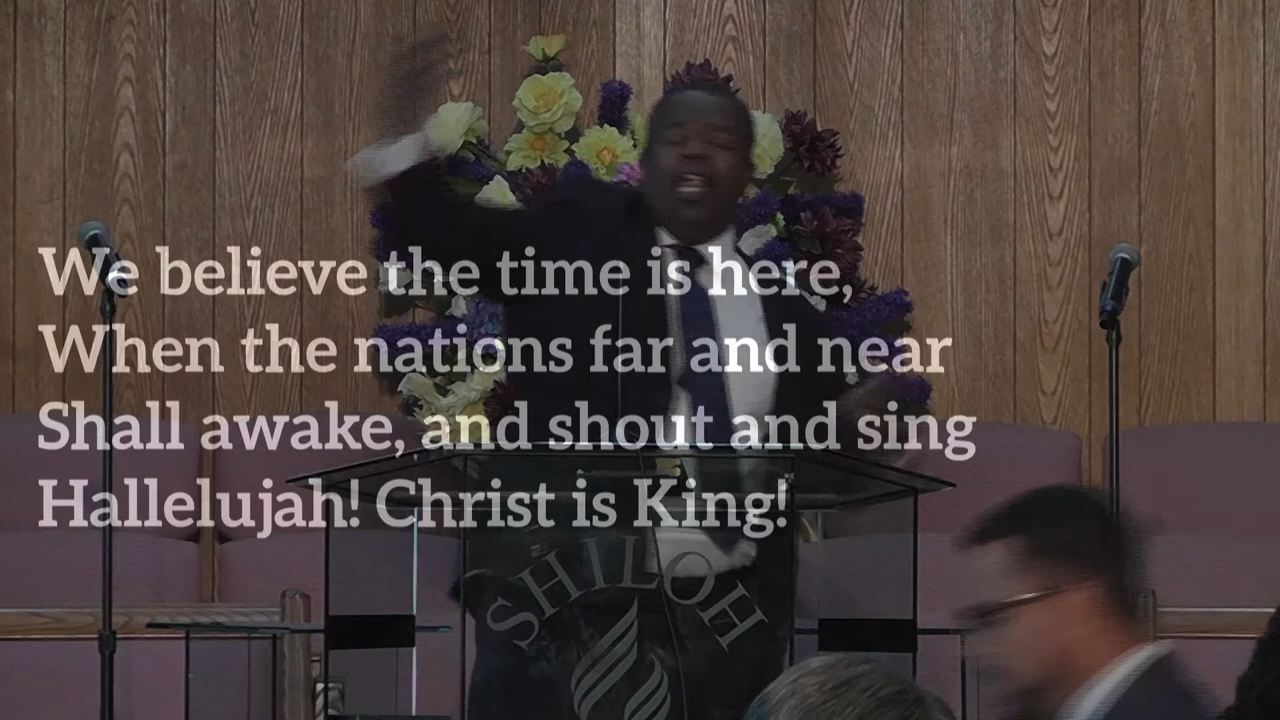 We believe the time is here,
When the nations far and near
Shall awake, and shout and sing
Hallelujah! Christ is King!
SHILOH